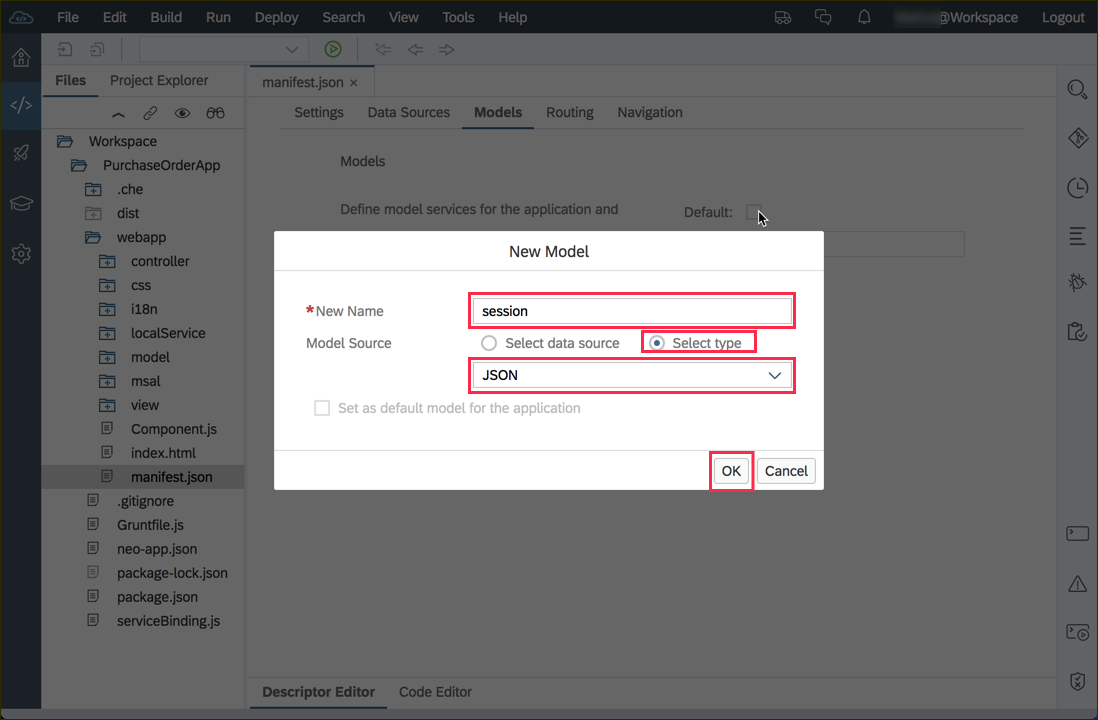 File Edit Build Run Deploy Search View Tools Help @Workspace Logout
Files Project Explorer
manifest.json ×
Settings Data Sources Models Routing Navigation
Workspace
PurchaseOrderApp
.che
dist
webapp
controller
css
i18n
localService
model
msal
view
Component.js
index.html
manifest.json
.gitignore
Gruntfile.js
neo-app.json
package-lock.json
package.json
serviceBinding.js
Models
Define model services for the application and Default:
New Model
*New Name session
Model Source Select data source Select type
JSON
Set as default model for the application
OK Cancel
Descriptor Editor Code Editor